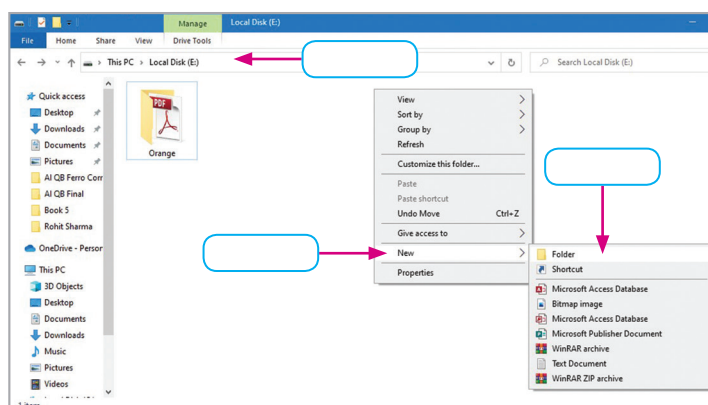 Manage
Local Disk (E:)
File Home Share View Drive Tools
This PC > Local Disk (E:)
Search Local Disk (E:)
Quick access
Desktop
Downloads
Documents
Pictures
AI QB Ferro Corr
AI QB Final
Book 5
Rohit Sharma
OneDrive - Person
This PC
3D Objects
Desktop
Documents
Downloads
Music
Pictures
Videos
PDF
Orange
View
Sort by
Group by
Refresh
Customize this folder...
Paste
Paste shortcut
Undo Move Ctrl+Z
Give access to
New
Properties
Folder
Shortcut
Microsoft Access Database
Bitmap image
Microsoft Access Database
Microsoft Publisher Document
WinRAR archive
Text Document
WinRAR ZIP archive